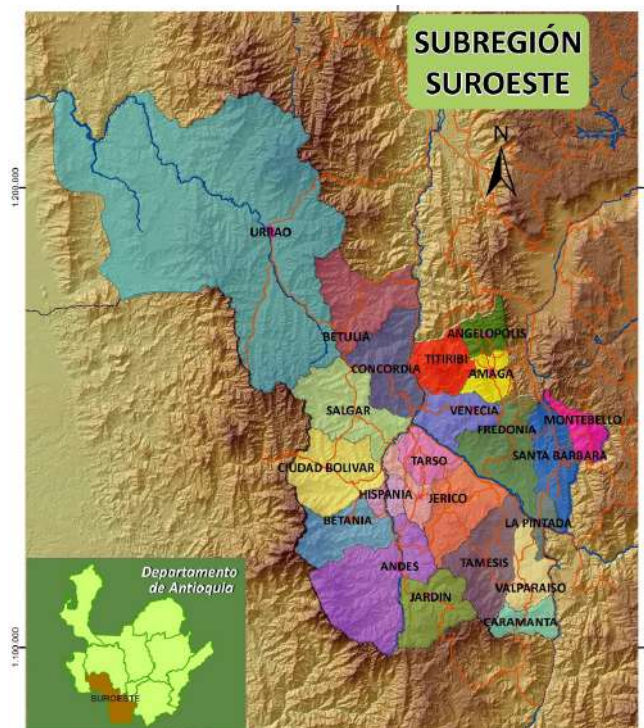 SUBREGIÓN
SUROESTE
N
1.200.000
URRAO
BETULIA
ANGELOPOLIS
TITIRIBI
CONCORDIA
AMAGA
SALGAR
VENECIA
MONTEBELLO
FREDONIA
TARSO
SANTA BARBARA
CIUDAD BOLIVAR
HISPANIA
JERICO
BETANIA
LA PINTADA
ANDES
TAMESIS
VALPARAISO
JARDIN
CARAMANTA
Departamento
de Antioquia
SUROESTE
1.100.000